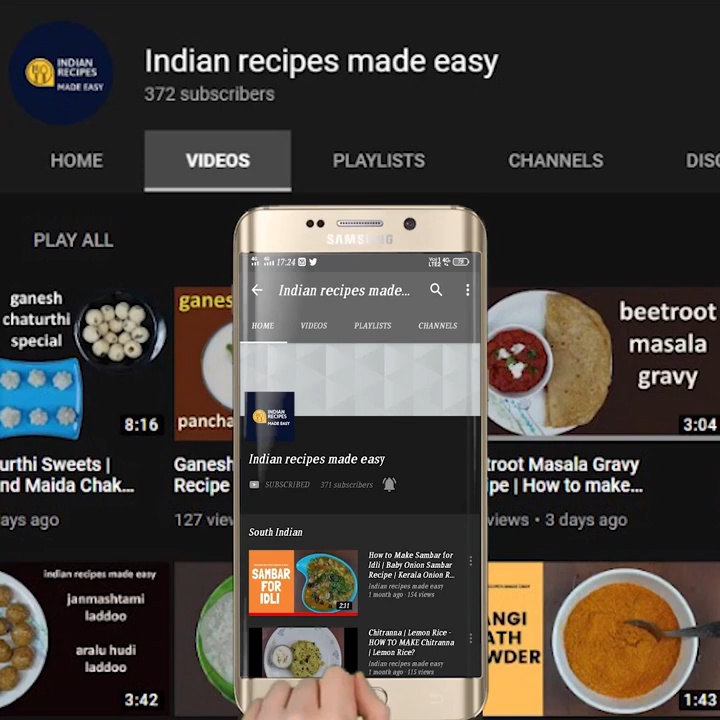 INDIAN
RECIPES
MADE EASY
Indian recipes made easy
372 subscribers
HOME
VIDEOS
PLAYLISTS
CHANNELS
PLAY ALL
ganesh
chaturthi
special
8:16
Sweets |
nd Maida Chak...
ays ago
ganes
pancha
Ganesh
Recipe
127 view
beetroot
masala
gravy
3:04
troot Masala Gravy
ipe | How to make...
views • 3 days ago
indian recipes made easy
janmashtami
laddoo
aralu hudi
laddoo
3:42
ANGI
ATH
WDER
1:43
SAMSUNG
17:24
Indian recipes made...
HOME
VIDEOS
PLAYLISTS
CHANNELS
INDIAN
RECIPES
MADE EASY
Indian recipes made easy
SUBSCRIBED 371 subscribers
South Indian
SAMBAR
FOR
IDLI
2:11
How to Make Sambar for
Idli | Baby Onion Sambar
Recipe | Kerala Onion R...
Indian recipes made easy
1 month ago · 154 views
Chitranna | Lemon Rice -
HOW TO MAKE Chitranna
| Lemon Rice?
Indian recipes made easy
1 month ago · 115 views